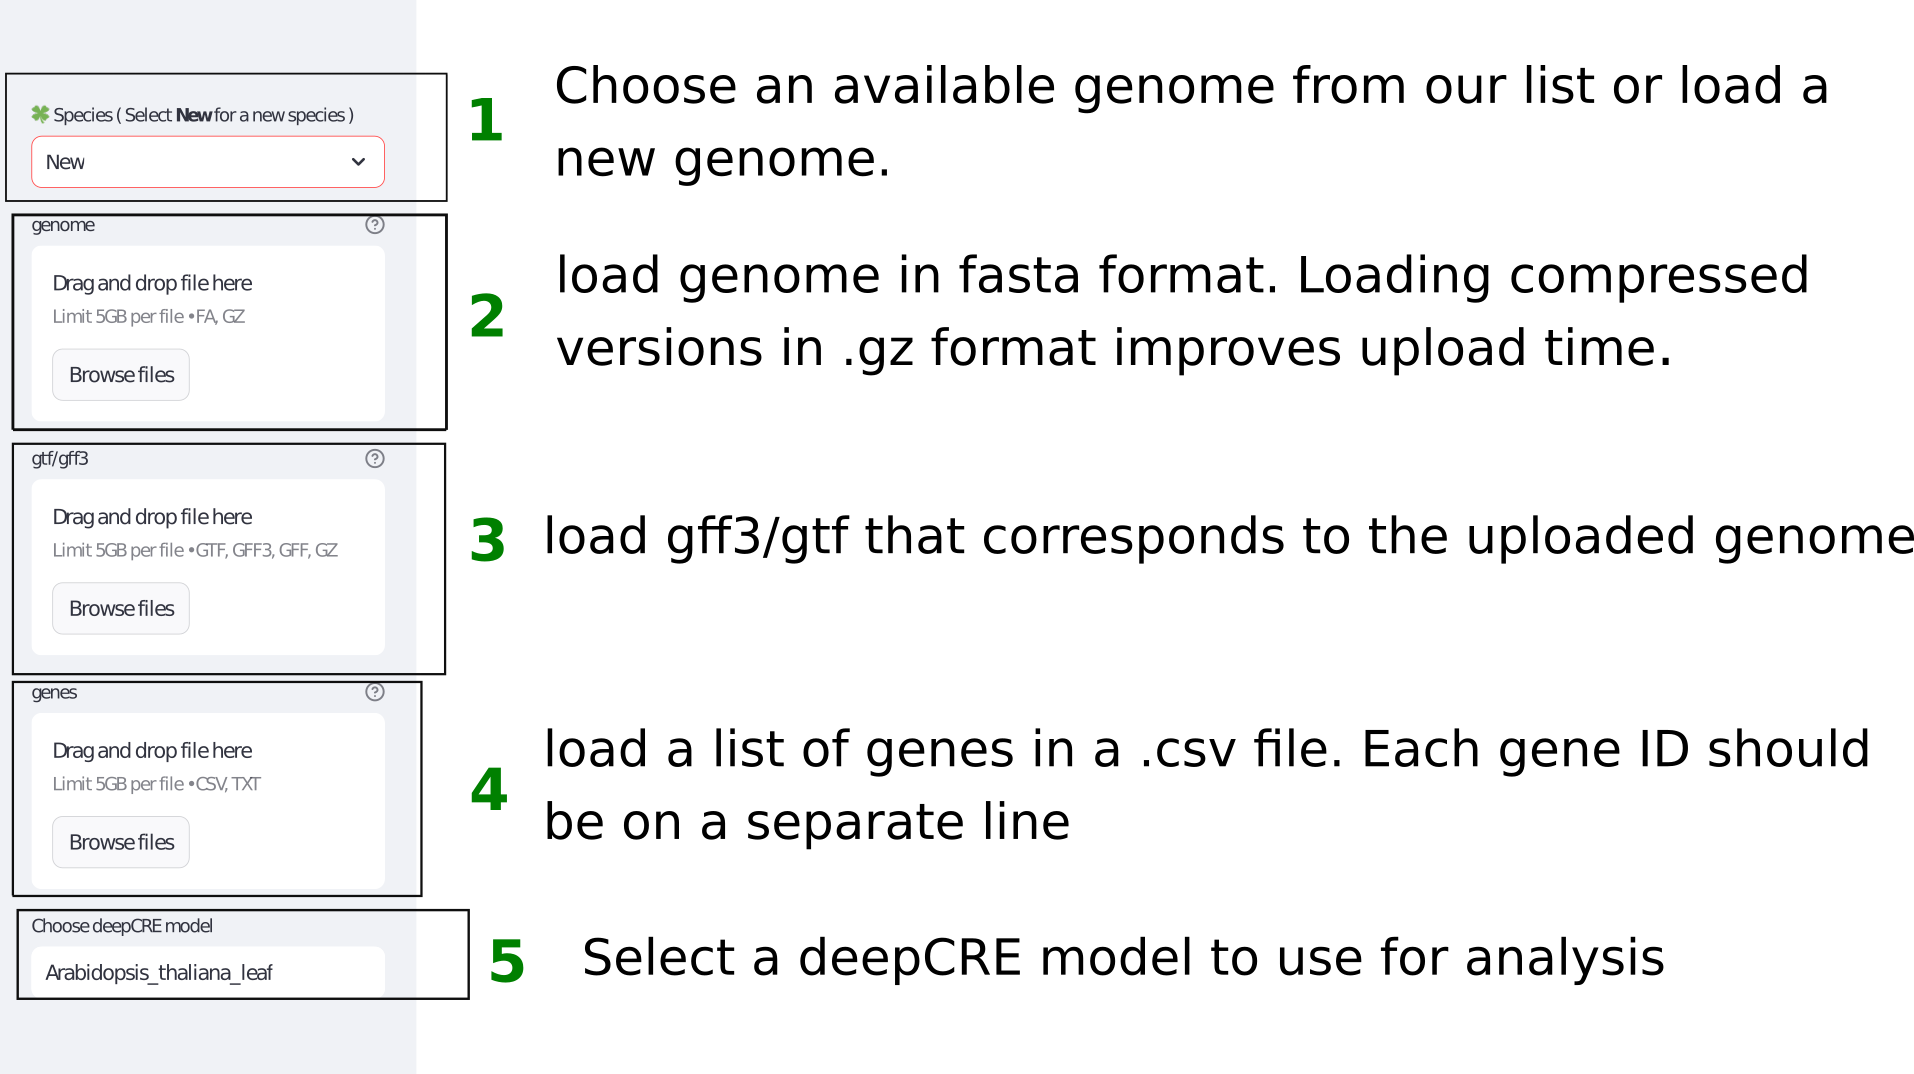 Species ( Select New for a new species )
New
1
Choose an available genome from our list or load a
new genome.
genome
Drag and drop file here
Limit 5GB per file • FA, GZ
Browse files
2
load genome in fasta format. Loading compressed
versions in .gz format improves upload time.
gtf/gff3
Drag and drop file here
Limit 5GB per file • GTF, GFF3, GFF, GZ
Browse files
3
load gff3/gtf that corresponds to the uploaded genome
genes
Drag and drop file here
Limit 5GB per file • CSV, TXT
Browse files
4
load a list of genes in a .csv file. Each gene ID should
be on a separate line
Choose deepCRE model
Arabidopsis_thaliana_leaf
5
Select a deepCRE model to use for analysis